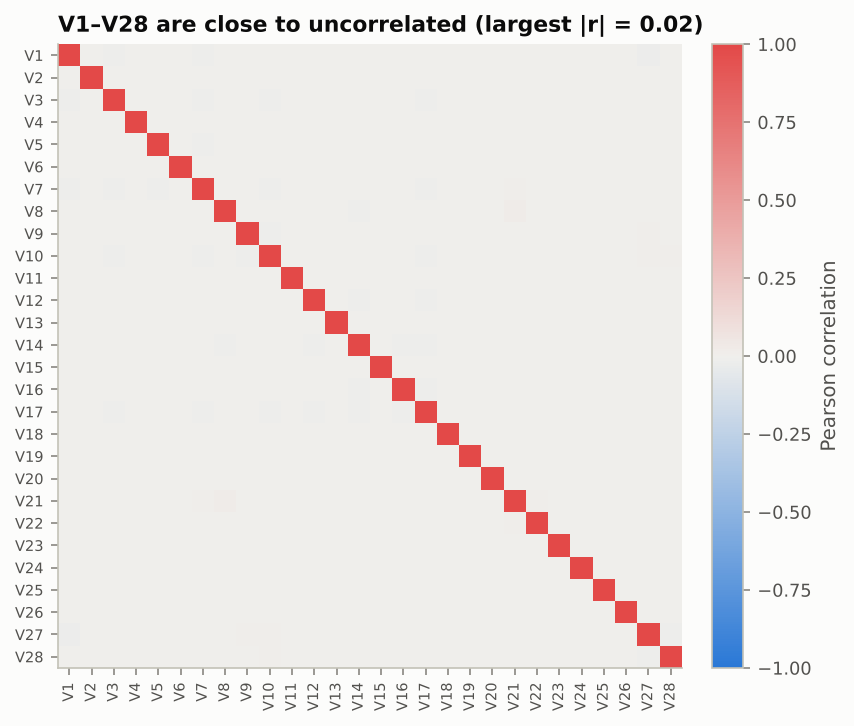 V1–V28 are close to uncorrelated (largest |r| = 0.02)
V1
V2
V3
V4
V5
V6
V7
V8
V9
V10
V11
V12
V13
V14
V15
V16
V17
V18
V19
V20
V21
V22
V23
V24
V25
V26
V27
V28
V1 V2 V3 V4 V5 V6 V7 V8 V9 V10 V11 V12 V13 V14 V15 V16 V17 V18 V19 V20 V21 V22 V23 V24 V25 V26 V27 V28
1.00
0.75
0.50
0.25
0.00
−0.25
−0.50
−0.75
−1.00
Pearson correlation